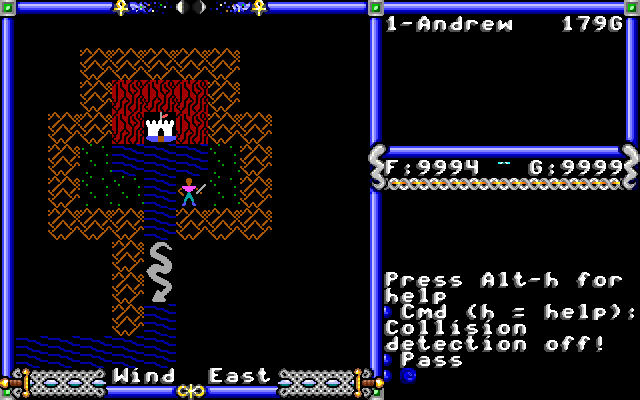 1-Andrew 179G
F:9994 G:9999
Press Alt-h for
help
Cmd (h = help):
Collision
detection off!
Pass
Wind East